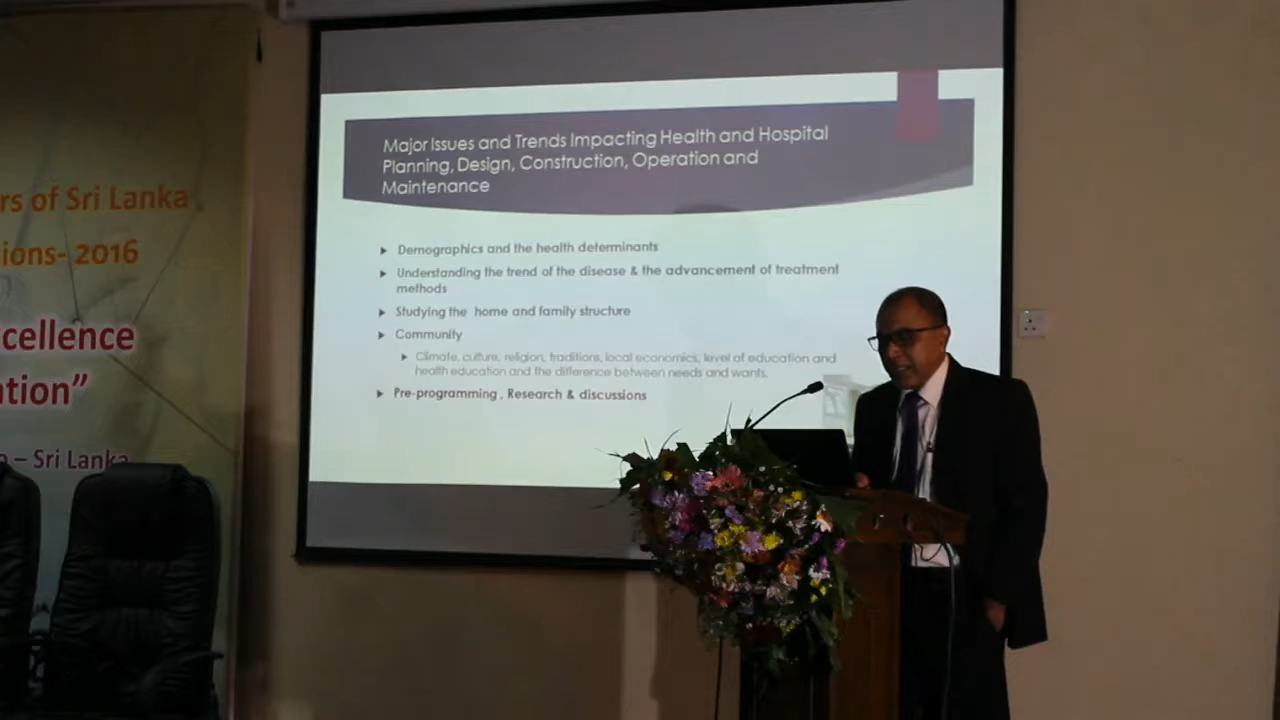 rs of Sri Lanka
ions- 2016
cellence
ation”
o – Sri Lanka
Major Issues and Trends Impacting Health and Hospital
Planning, Design, Construction, Operation and
Maintenance
Demographics and the health determinants
Understanding the trend of the disease & the advancement of treatment
methods
Studying the home and family structure
Community
Climate, culture, religion, traditions, local economics, level of education and
health education and the difference between needs and wants.
Pre-programming , Research & discussions